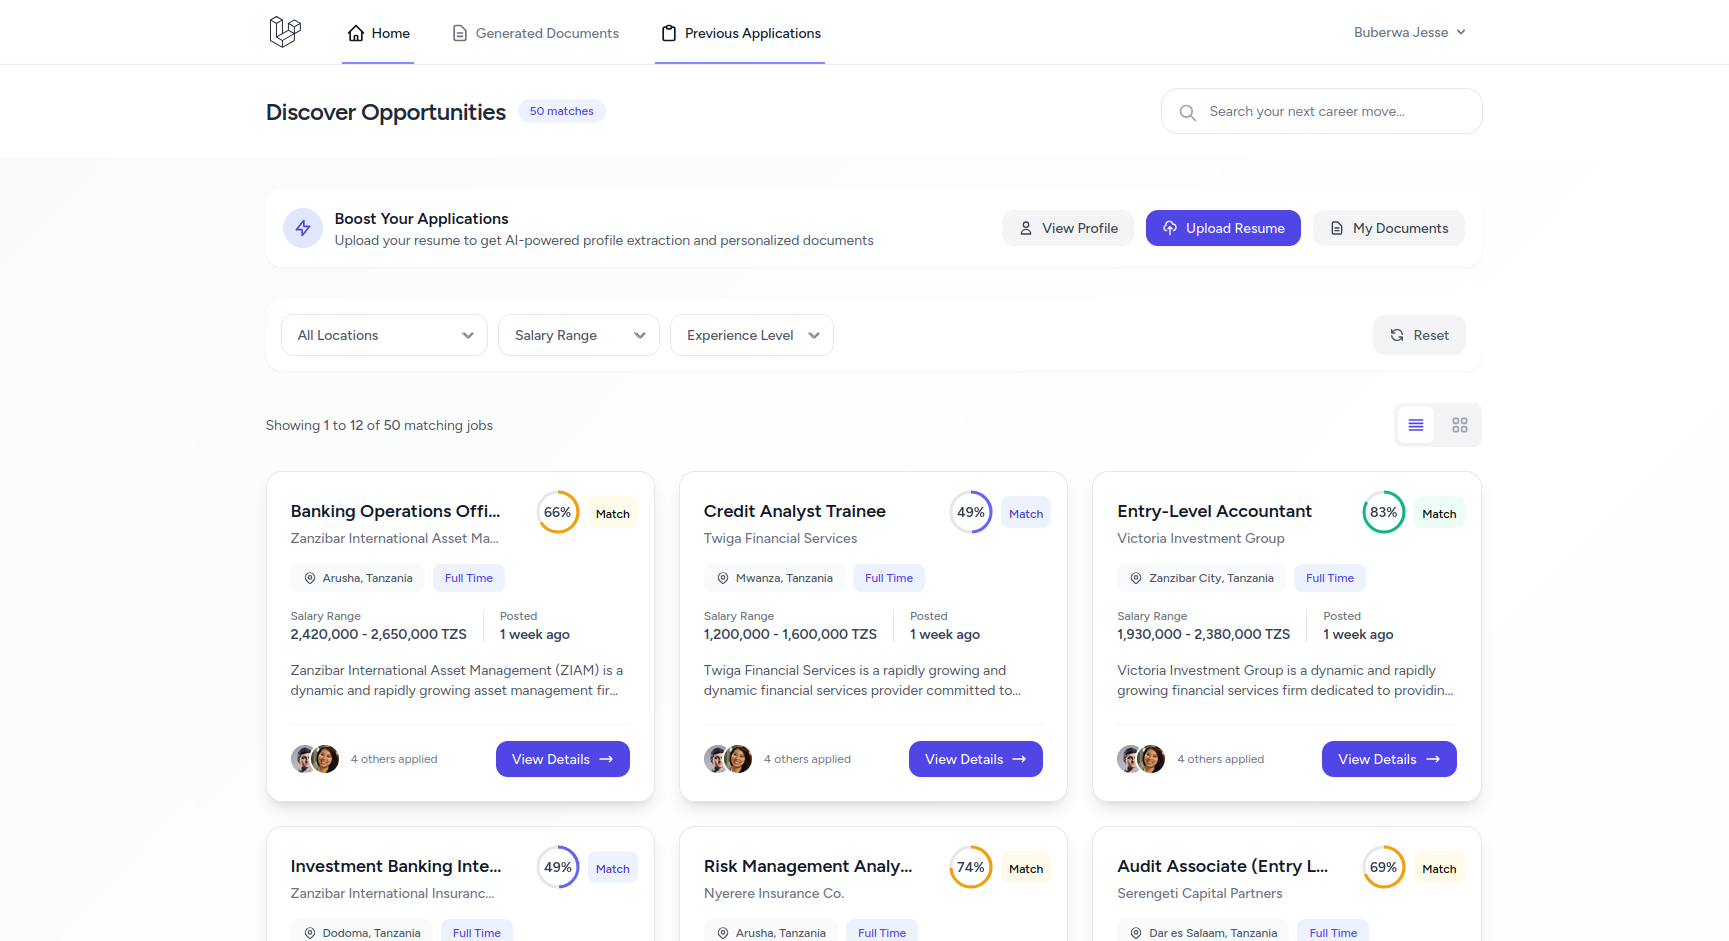 Home
Generated Documents
Previous Applications
Buberwa Jesse
Discover Opportunities
50 matches
Search your next career move...
Boost Your Applications
Upload your resume to get AI-powered profile extraction and personalized documents
View Profile
Upload Resume
My Documents
All Locations
Salary Range
Experience Level
Reset
Showing 1 to 12 of 50 matching jobs
Banking Operations Offi...
66%
Match
Zanzibar International Asset Ma...
Arusha, Tanzania
Full Time
Salary Range
Posted
2,420,000 - 2,650,000 TZS
1 week ago
Zanzibar International Asset Management (ZIAM) is a
dynamic and rapidly growing asset management fir...
4 others applied
View Details
Credit Analyst Trainee
49%
Match
Twiga Financial Services
Mwanza, Tanzania
Full Time
Salary Range
Posted
1,200,000 - 1,600,000 TZS
1 week ago
Twiga Financial Services is a rapidly growing and
dynamic financial services provider committed to...
4 others applied
View Details
Entry-Level Accountant
83%
Match
Victoria Investment Group
Zanzibar City, Tanzania
Full Time
Salary Range
Posted
1,930,000 - 2,380,000 TZS
1 week ago
Victoria Investment Group is a dynamic and rapidly
growing financial services firm dedicated to providin...
4 others applied
View Details
Investment Banking Inte...
49%
Match
Zanzibar International Insuranc...
Dodoma, Tanzania
Full Time
Risk Management Analy...
74%
Match
Nyerere Insurance Co.
Arusha, Tanzania
Full Time
Audit Associate (Entry L...
69%
Match
Serengeti Capital Partners
Dar es Salaam, Tanzania
Full Time